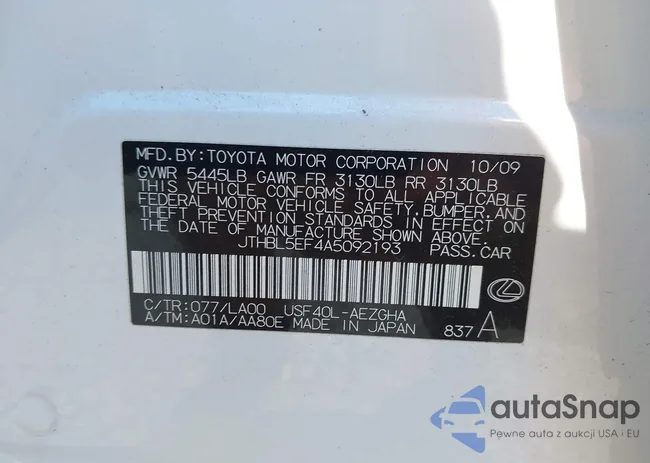 MFD.BY:TOYOTA MOTOR CORPORATION 10/09
GVWR 5445LB GAWR FR 3130LB RR 3130LB
THIS VEHICLE CONFORMS TO ALL APPLICABLE
FEDERAL MOTOR VEHICLE SAFETY, BUMPER, AND
THEFT PREVENTION STANDARDS IN EFFECT ON
THE DATE OF MANUFACTURE SHOWN ABOVE.
JTHBL5EF4A5092193 PASS.CAR
C/TR:077/LA00 USF40L-AEZGHA
A/TM:A01A/AA80E MADE IN JAPAN 837 A
autaSnap
Pewne auta z aukcji USA i EU